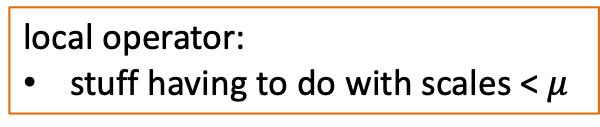 local operator:
• stuff having to do with scales < μ